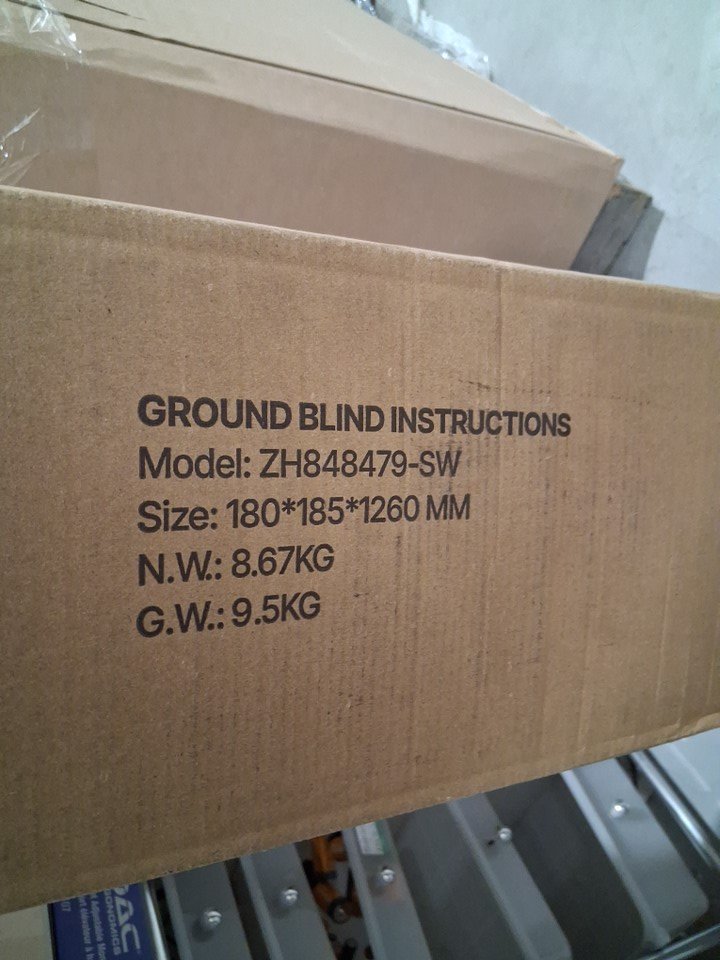 GROUND BLIND INSTRUCTIONS
Model: ZH848479-SW
Size: 180*185*1260 MM
N.W.: 8.67KG
G.W.: 9.5KG